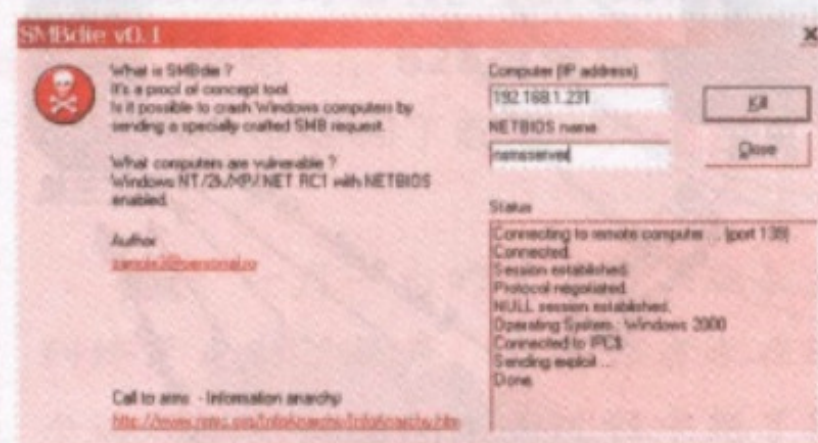 SMBdie v0.1
What is SMBdie ?
It's a proof of concept tool.
Is it possible to crash Windows computers by
sending a specially crafted SMB request.
What computers are vulnerable ?
Windows NT/2k/XP/.NET RC1 with NETBIOS
enabled.
Author
Call to arms - Information anarchy
Computer (IP address)
192.168.1.231
NETBIOS name
Kill
Close
Status
Connecting to remote computer ... (port 139)
Connected.
Session established.
Protocol negotiated.
NULL session established.
Operating System : Windows 2000
Connected to IPC$
Sending exploit ...
Done.